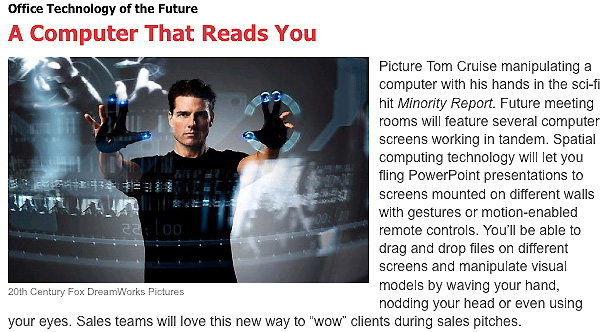 Office Technology of the Future
A Computer That Reads You
Picture Tom Cruise manipulating a
computer with his hands in the sci-fi
hit Minority Report. Future meeting
rooms will feature several computer
screens working in tandem. Spatial
computing technology will let you
fling PowerPoint presentations to
screens mounted on different walls
with gestures or motion-enabled
remote controls. You'll be able to
drag and drop files on different
screens and manipulate visual
models by waving your hand,
20th Century Fox DreamWorks Pictures
nodding your head or even using
your eyes. Sales teams will love this new way to “wow” clients during sales pitches.